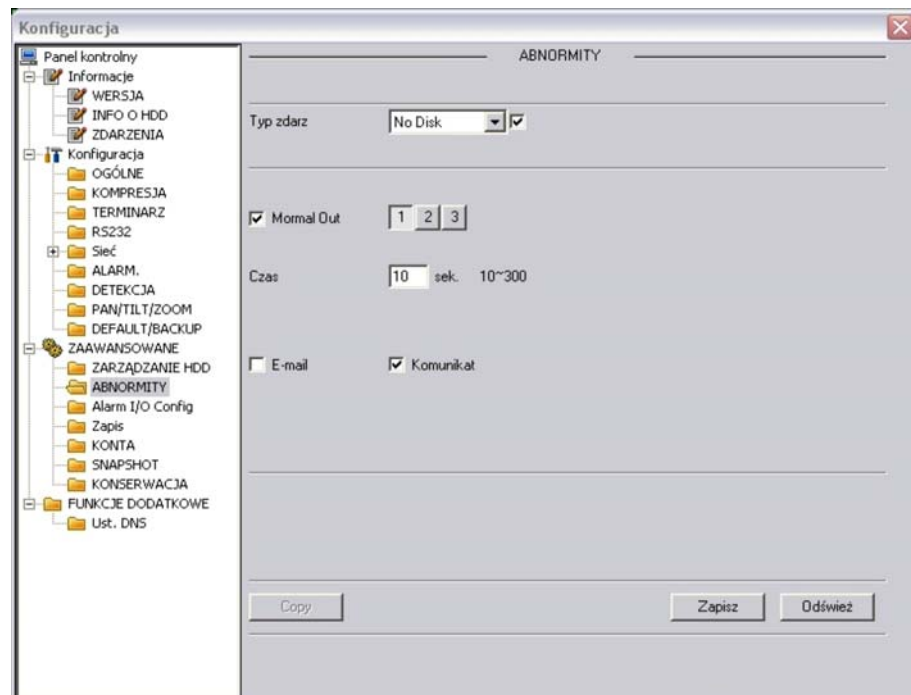 Konfiguracja
Panel kontrolny
Informacje
WERSJA
INFO O HDD
ZDARZENIA
Konfiguracja
OGÓLNE
KOMPRESJA
TERMINARZ
RS232
Sieć
ALARM.
DETEKCJA
PAN/TILT/ZOOM
DEFAULT/BACKUP
ZAAWANSOWANE
ZARZĄDZANIE HDD
ABNORMITY
Alarm I/O Config
Zapis
KONTA
SNAPSHOT
KONSERWACJA
FUNKCJE DODATKOWE
Ust. DNS
ABNORMITY
Typ zdarz No Disk
Mormal Out 1 2 3
Czas 10 sek. 10~300
E-mail Komunikat
Copy Zapisz Odśwież